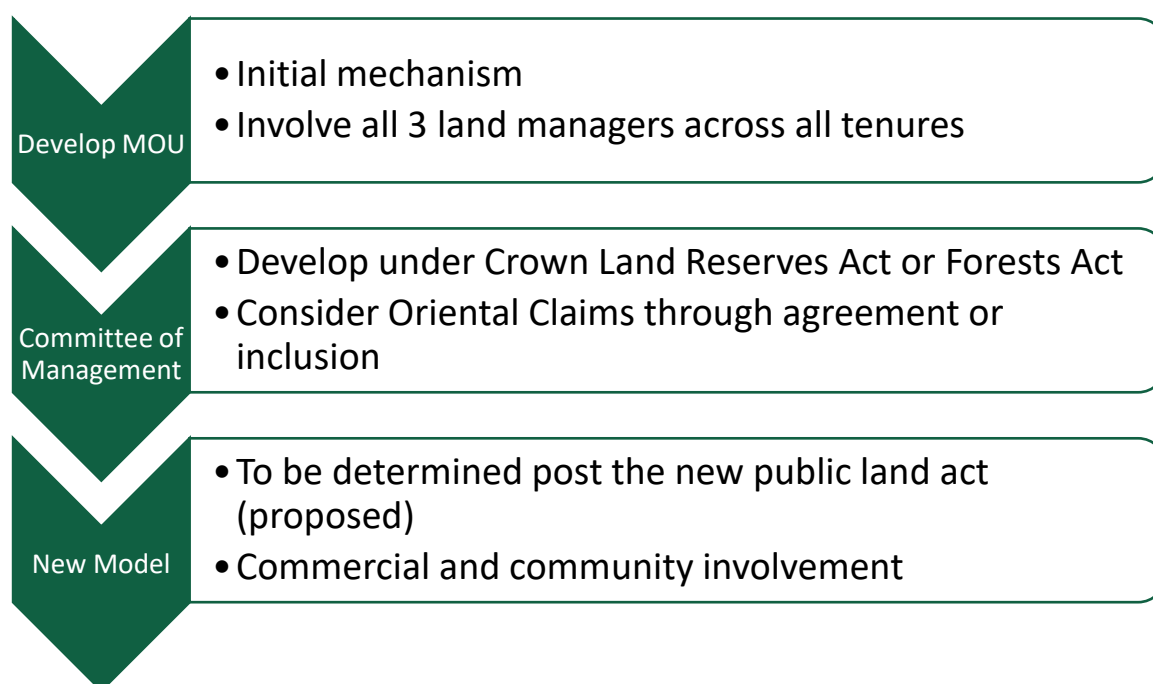 Develop MOU
• Initial mechanism
• Involve all 3 land managers across all tenures
Committee of
Management
• Develop under Crown Land Reserves Act or Forests Act
• Consider Oriental Claims through agreement or
inclusion
New Model
• To be determined post the new public land act
(proposed)
• Commercial and community involvement